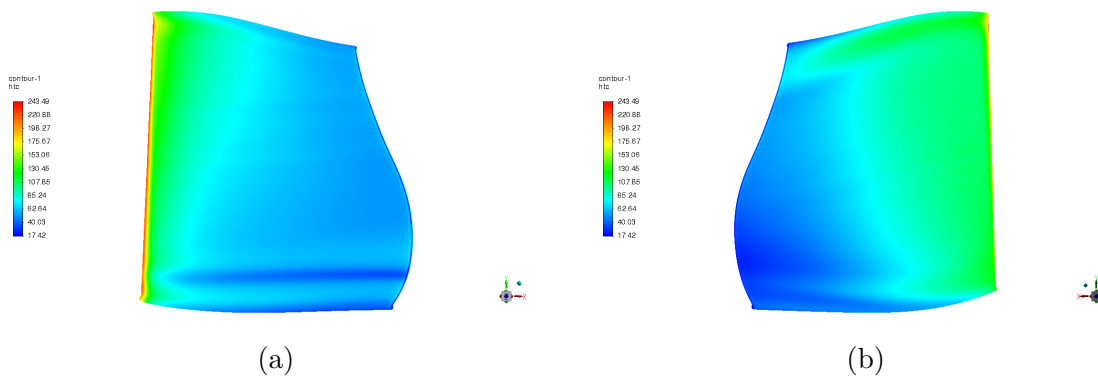 contour-1
htc
243.49
220.88
198.27
175.67
153.06
130.45
107.85
85.24
62.64
40.03
17.42
Y
X
(a)
contour-1
htc
243.49
220.88
198.27
175.67
153.06
130.45
107.85
85.24
62.64
40.03
17.42
Y
X
(b)